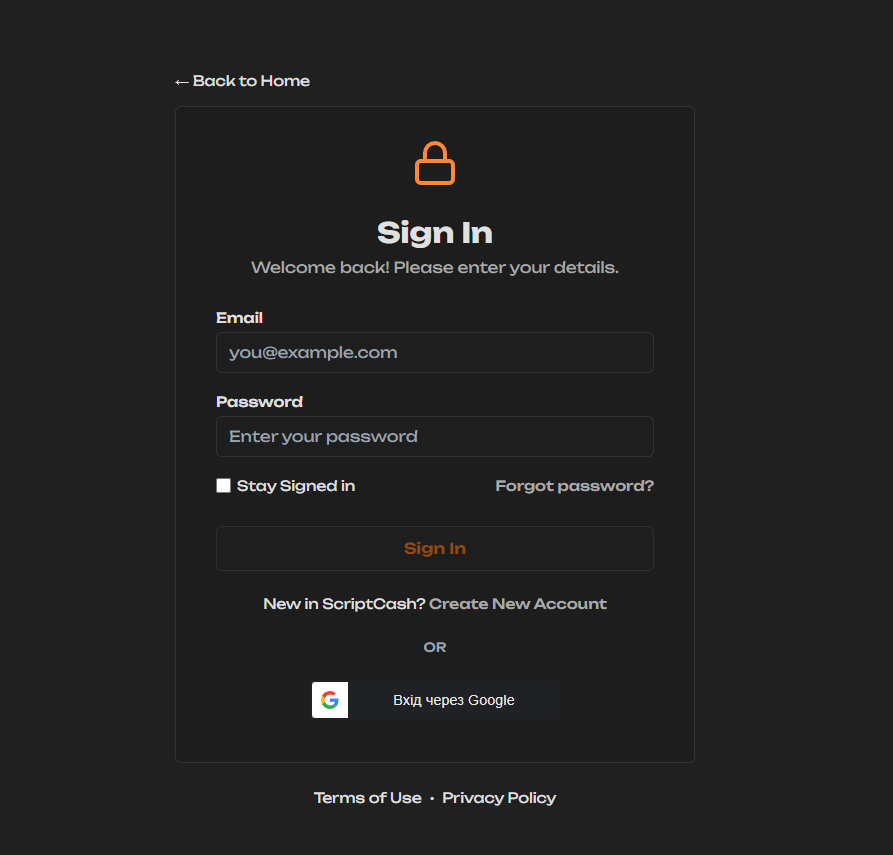 ← Back to Home
Sign In
Welcome back! Please enter your details.
Email
you@example.com
Password
Enter your password
Stay Signed in Forgot password?
Sign In
New in ScriptCash? Create New Account
OR
Вхід через Google
Terms of Use · Privacy Policy